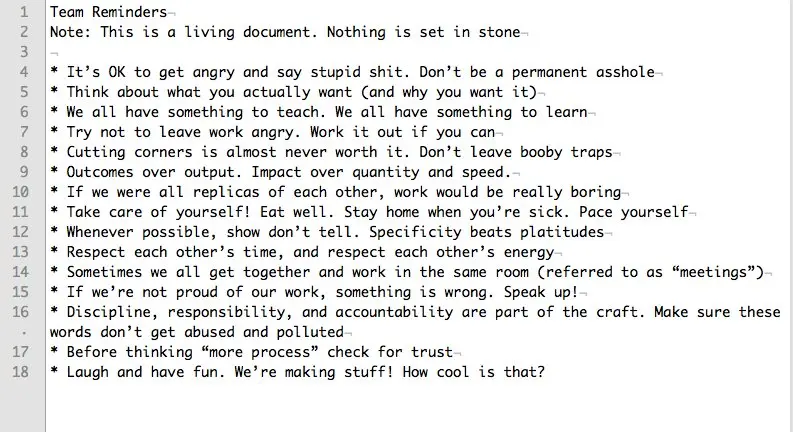 1 Team Reminders¬
2 Note: This is a living document. Nothing is set in stone¬
3 ¬
4 * It’s OK to get angry and say stupid shit. Don’t be a permanent asshole¬
5 * Think about what you actually want (and why you want it)¬
6 * We all have something to teach. We all have something to learn¬
7 * Try not to leave work angry. Work it out if you can¬
8 * Cutting corners is almost never worth it. Don’t leave booby traps¬
9 * Outcomes over output. Impact over quantity and speed.¬
10 * If we were all replicas of each other, work would be really boring¬
11 * Take care of yourself! Eat well. Stay home when you’re sick. Pace yourself¬
12 * Whenever possible, show don’t tell. Specificity beats platitudes¬
13 * Respect each other’s time, and respect each other’s energy¬
14 * Sometimes we all get together and work in the same room (referred to as “meetings”)¬
15 * If we’re not proud of our work, something is wrong. Speak up!¬
16 * Discipline, responsibility, and accountability are part of the craft. Make sure these
· words don’t get abused and polluted¬
17 * Before thinking “more process” check for trust¬
18 * Laugh and have fun. We’re making stuff! How cool is that?